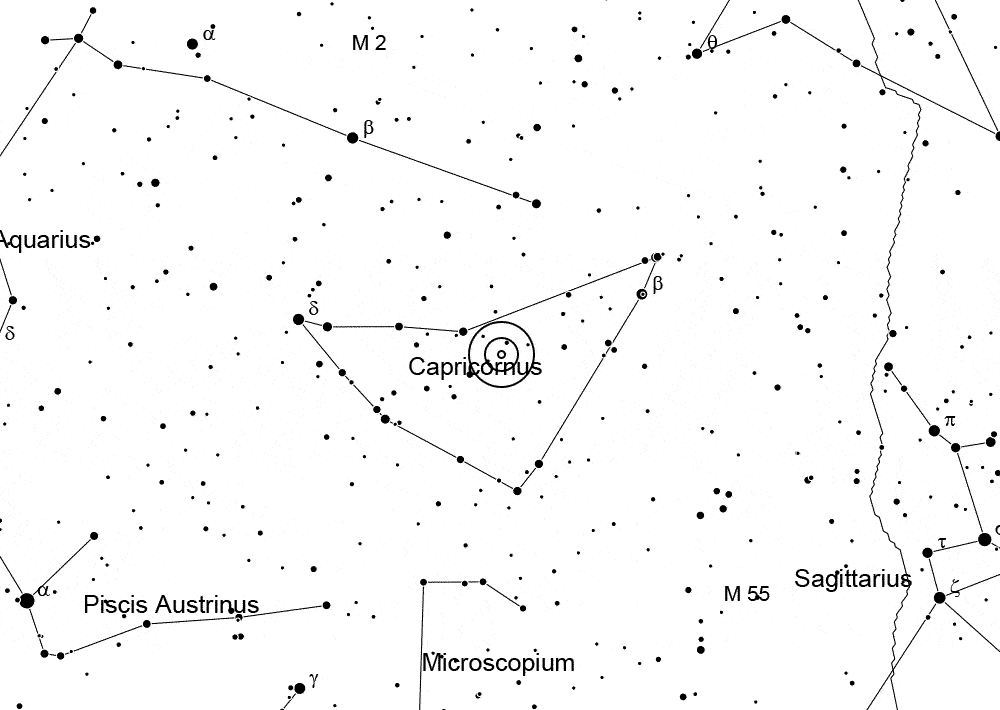 α
M 2
θ
β
Aquarius
β
δ
δ
Capricornus
π
τ
α
Sagittarius
ζ
Piscis Austrinus
M 55
Microscopium
γ